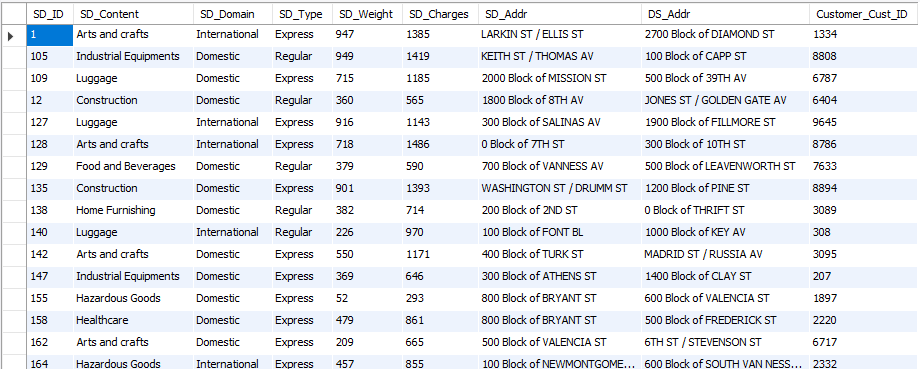 SD_ID SD_Content SD_Domain SD_Type SD_Weight SD_Charges SD_Addr DS_Addr Customer_Cust_ID
1 Arts and crafts International Express 947 1385 LARKIN ST / ELLIS ST 2700 Block of DIAMOND ST 1334
105 Industrial Equipments Domestic Regular 949 1419 KEITH ST / THOMAS AV 100 Block of CAPP ST 8808
109 Luggage Domestic Express 715 1185 2000 Block of MISSION ST 500 Block of 39TH AV 6787
12 Construction Domestic Regular 360 565 1800 Block of 8TH AV JONES ST / GOLDEN GATE AV 6404
127 Luggage International Express 916 1143 300 Block of SALINAS AV 1900 Block of FILLMORE ST 9645
128 Arts and crafts International Express 718 1486 0 Block of 7TH ST 300 Block of 10TH ST 8786
129 Food and Beverages Domestic Regular 379 590 700 Block of VANNESS AV 500 Block of LEAVENWORTH ST 7633
135 Construction Domestic Express 901 1393 WASHINGTON ST / DRUMM ST 1200 Block of PINE ST 8894
138 Home Furnishing Domestic Regular 382 714 200 Block of 2ND ST 0 Block of THRIFT ST 3089
140 Luggage International Regular 226 970 100 Block of FONT BL 1000 Block of KEY AV 308
142 Arts and crafts Domestic Express 550 1171 400 Block of TURK ST MADRID ST / RUSSIA AV 3095
147 Industrial Equipments Domestic Express 369 646 300 Block of ATHENS ST 1400 Block of CLAY ST 207
155 Hazardous Goods Domestic Express 52 293 800 Block of BRYANT ST 600 Block of VALENCIA ST 1897
158 Healthcare Domestic Express 479 861 800 Block of BRYANT ST 500 Block of FREDERICK ST 2220
162 Arts and crafts Domestic Express 209 665 500 Block of VALENCIA ST 6TH ST / STEVENSON ST 6717
164 Hazardous Goods International Express 457 855 100 Block of NEWMONTGOME... 600 Block of SOUTH VAN NESS... 2332